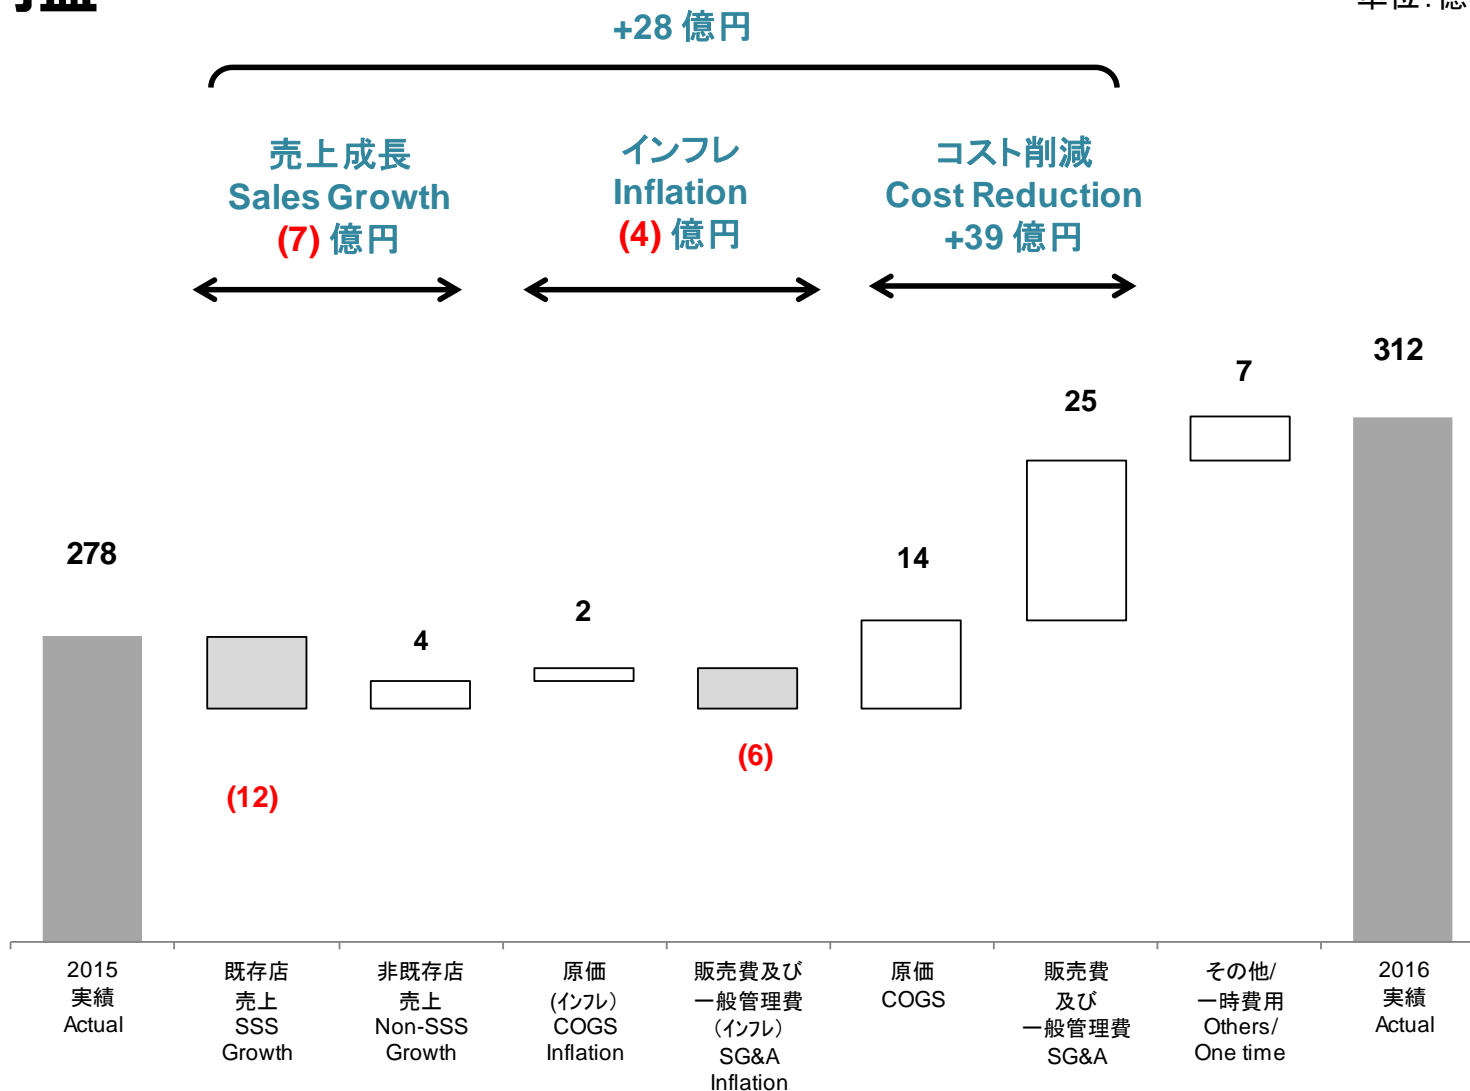 単位：億
+28 億円
売上成長
Sales Growth
(7) 億円
インフレ
Inflation
(4) 億円
コスト削減
Cost Reduction
+39 億円
278
(12)
4
2
(6)
14
25
7
312
2015
実績
Actual
既存店
売上
SSS
Growth
非既存店
売上
Non-SSS
Growth
原価
(インフレ)
COGS
Inflation
販売費及び
一般管理費
(インフレ)
SG&A
Inflation
原価
COGS
販売費
及び
一般管理費
SG&A
その他/
一時費用
Others/
One time
2016
実績
Actual